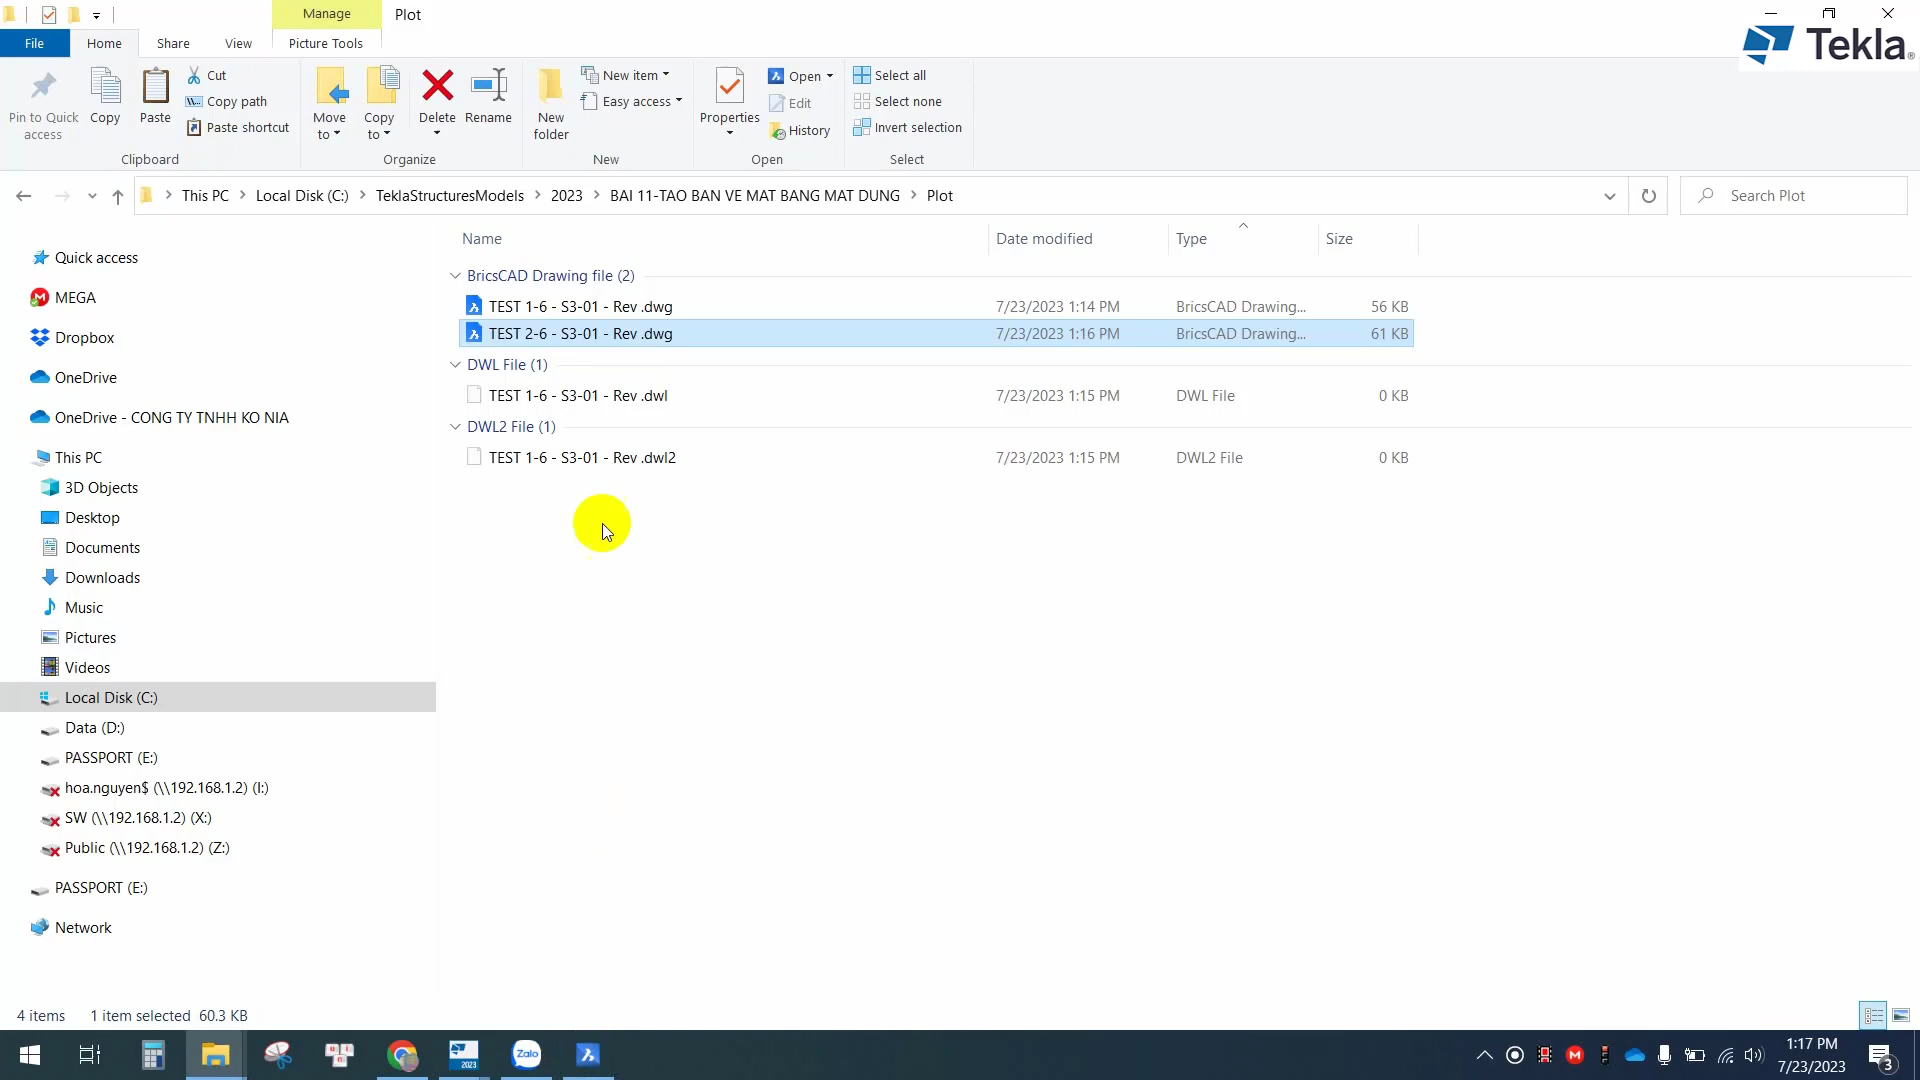 Manage
Plot
File
Home
Share
View
Picture Tools
Tekla®
Pin to Quick access
Copy
Paste
Cut
Copy path
Paste shortcut
Move to
Copy to
Delete
Rename
New folder
New item
Easy access
Properties
Open
Edit
History
Select all
Select none
Invert selection
Clipboard
Organize
New
Open
Select
This PC
Local Disk (C:)
TeklaStructuresModels
2023
BAI 11-TAO BAN VE MAT BANG MAT DUNG
Plot
Search Plot
Name
Date modified
Type
Size
BricsCAD Drawing file (2)
TEST 1-6 - S3-01 - Rev .dwg 7/23/2023 1:14 PM BricsCAD Drawing... 56 KB
TEST 2-6 - S3-01 - Rev .dwg 7/23/2023 1:16 PM BricsCAD Drawing... 61 KB
DWL File (1)
TEST 1-6 - S3-01 - Rev .dwl 7/23/2023 1:15 PM DWL File 0 KB
DWL2 File (1)
TEST 1-6 - S3-01 - Rev .dwl2 7/23/2023 1:15 PM DWL2 File 0 KB
Quick access
MEGA
Dropbox
OneDrive
OneDrive - CONG TY TNHH KO NIA
This PC
3D Objects
Desktop
Documents
Downloads
Music
Pictures
Videos
Local Disk (C:)
Data (D:)
PASSPORT (E:)
hoa.nguyen$ (\\192.168.1.2) (I:)
SW (\\192.168.1.2) (X:)
Public (\\192.168.1.2) (Z:)
PASSPORT (E:)
Network
4 items
1 item selected 60.3 KB
2023
Zalo
1:17 PM
7/23/2023
3